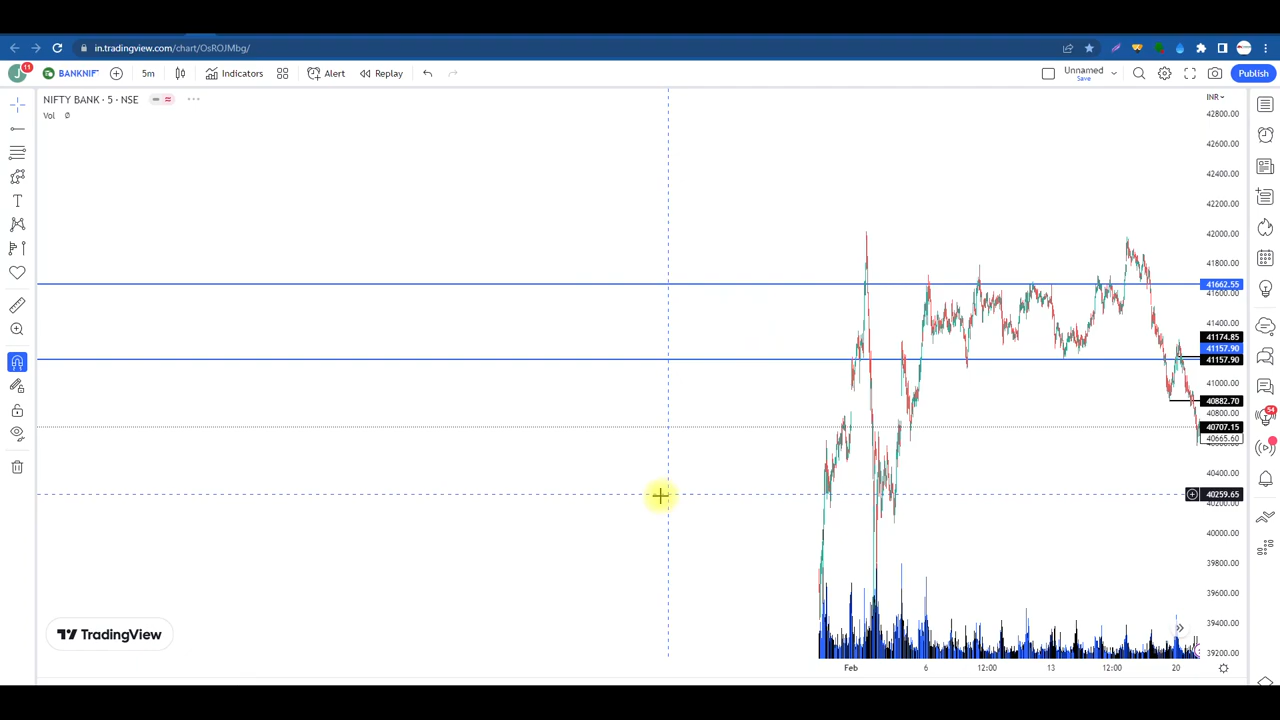 in.tradingview.com/chart/OsROJMbg/
J
11
BANKNIF
5m
Indicators
Alert
Replay
Unnamed
Save
Publish
NIFTY BANK · 5 · NSE
Vol
INR
42800.00
42600.00
42400.00
42200.00
42000.00
41800.00
41662.55
41600.00
41400.00
41174.85
41157.90
41157.90
41000.00
40882.70
40800.00
40707.15
40665.60
54
40400.00
40259.65
40200.00
40000.00
39800.00
39600.00
39400.00
39200.00
TradingView
Feb
6
12:00
13
12:00
20